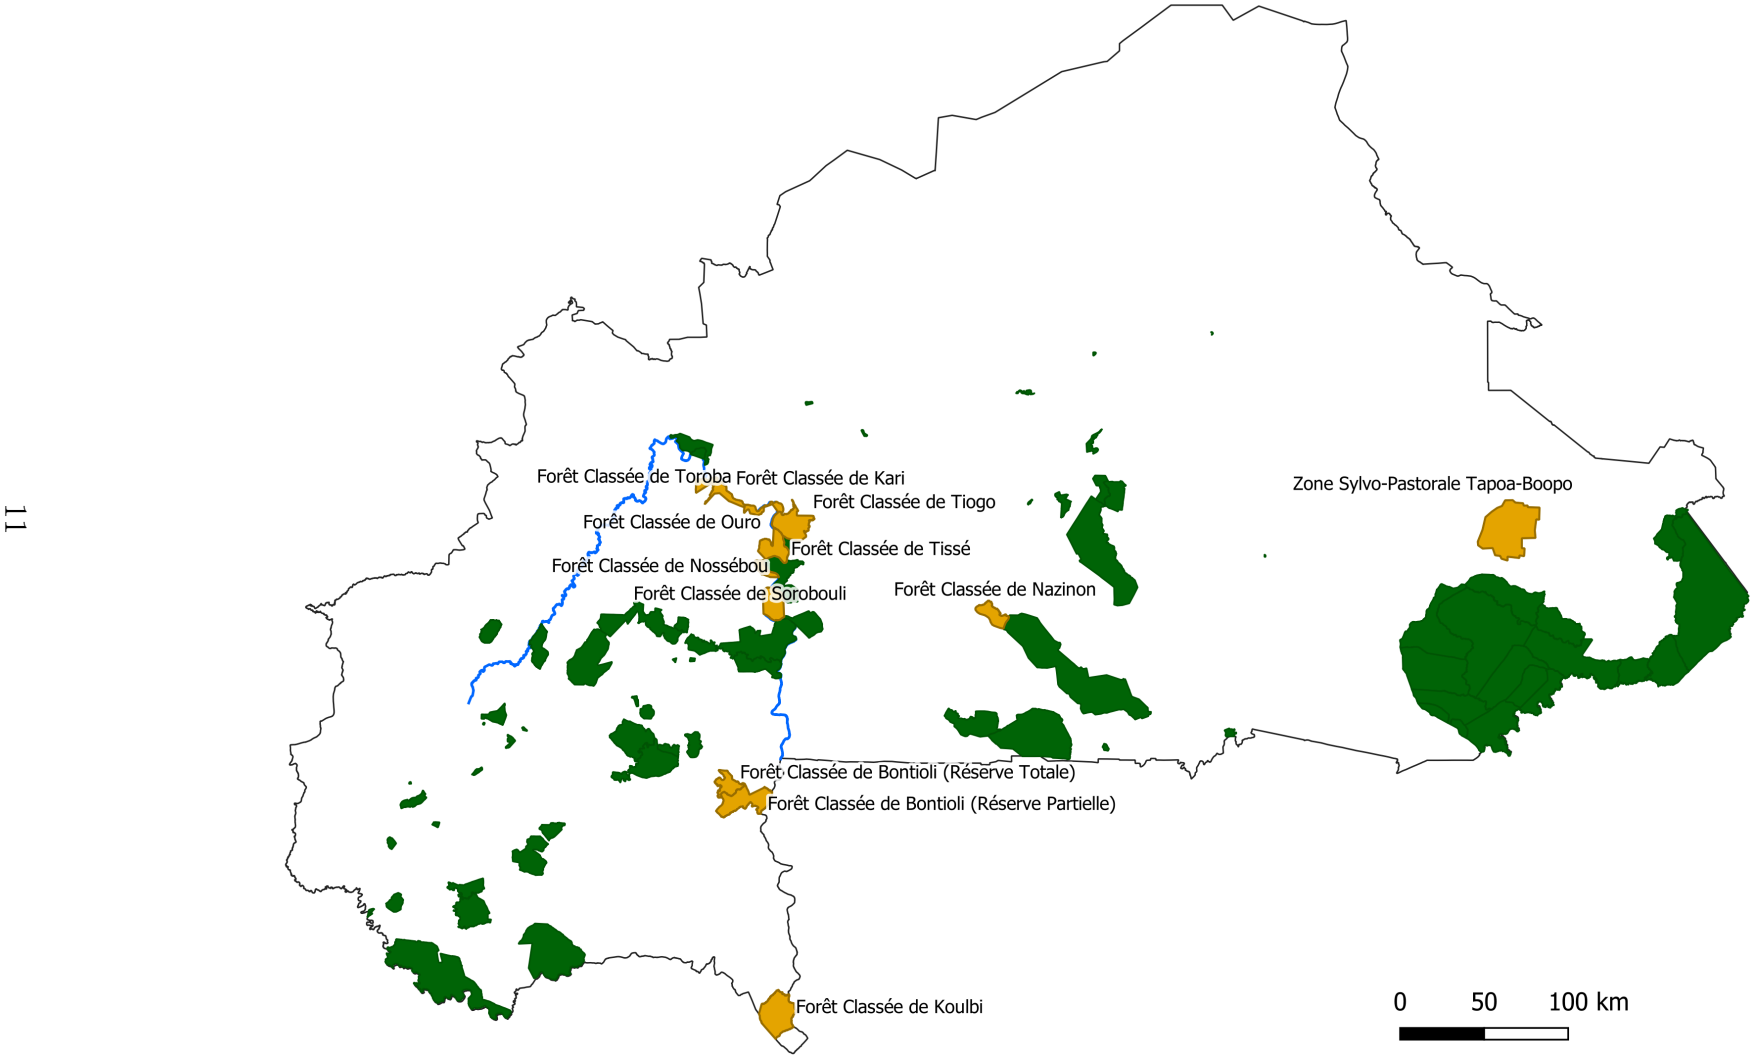 Forêt Classée de Toroba
Forêt Classée de Kari
Zone Sylvo-Pastorale Tapoa-Boopo
Forêt Classée de Tiogo
11
Forêt Classée de Ouro
Forêt Classée de Tissé
Forêt Classée de Nossébou
Forêt Classée de Sorobouli
Forêt Classée de Nazinon
Forêt Classée de Bontioli (Réserve Totale)
Forêt Classée de Bontioli (Réserve Partielle)
Forêt Classée de Koulbi
0 50 100 km